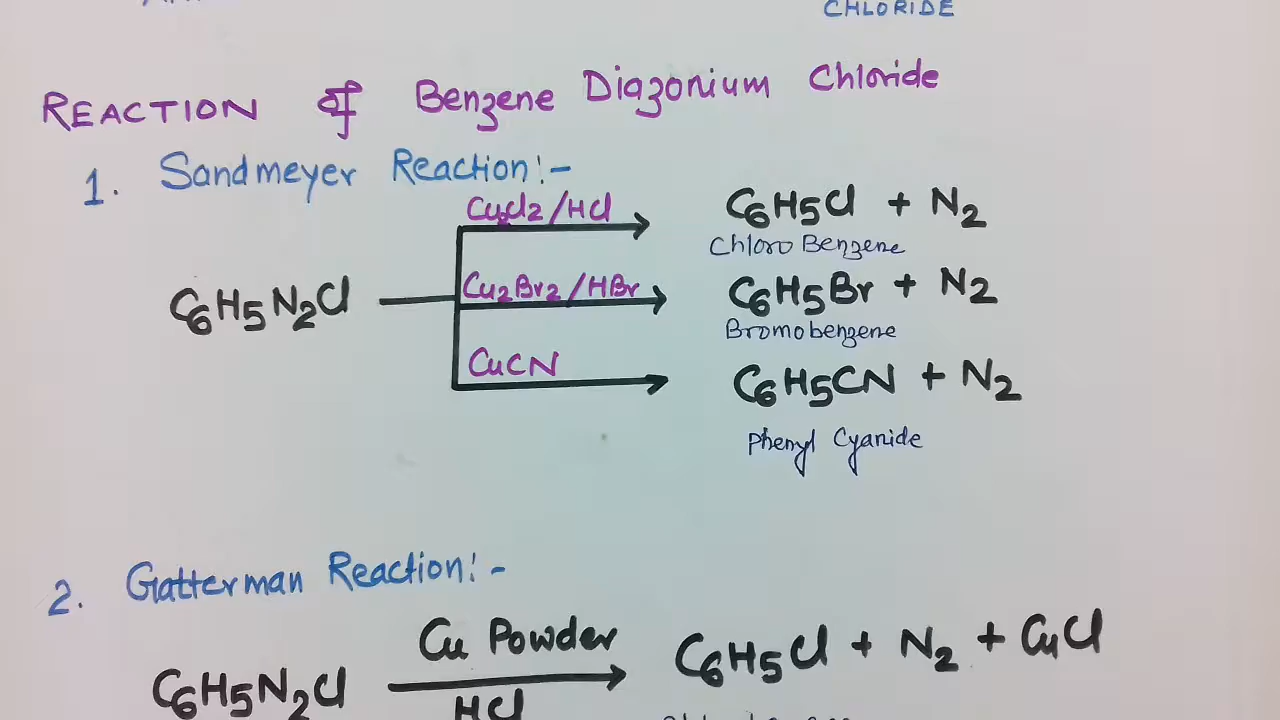 CHLORIDE
REACTION of Benzene Diazonium Chloride
1. Sandmeyer Reaction:-
Cu2Cl2/HCl
C6H5Cl + N2
Chloro Benzene
C6H5N2Cl
Cu2Br2/HBr
C6H5Br + N2
Bromobenzene
CuCN
C6H5CN + N2
Phenyl Cyanide
2. Gatterman Reaction:-
Cu Powder
C6H5N2Cl
C6H5Cl + N2 + CuCl
HCl